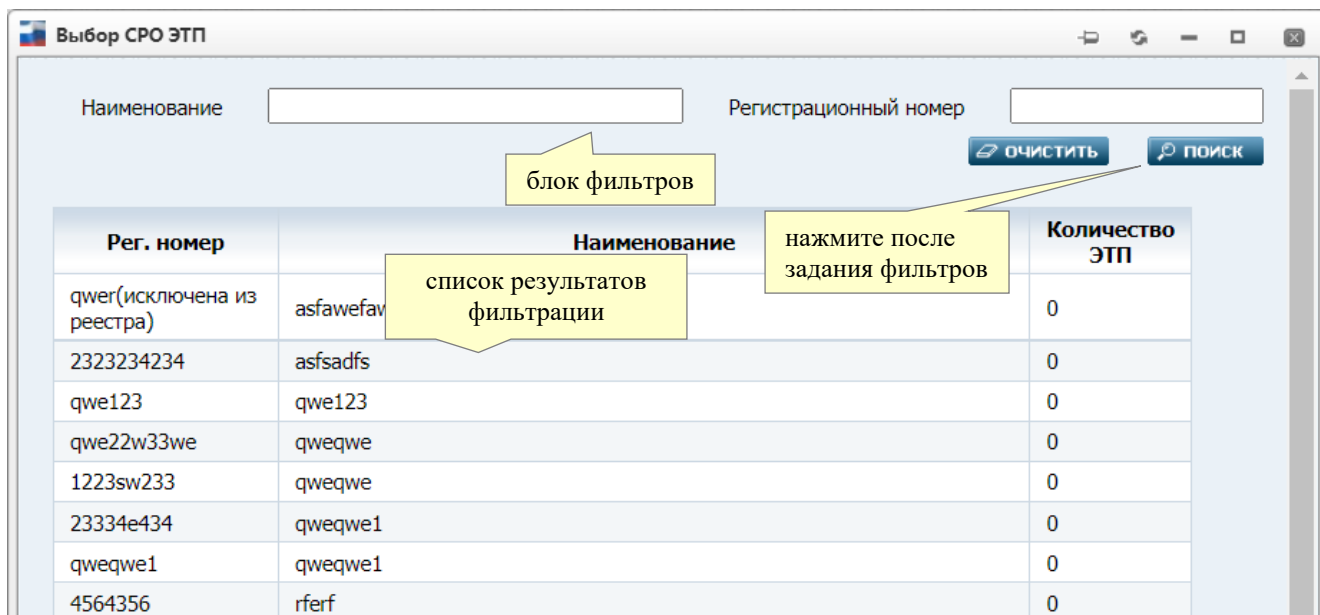 Выбор СРО ЭТП
Наименование
Регистрационный номер
ОЧИСТИТЬ
ПОИСК
блок фильтров
нажмите после
задания фильтров
Рег. номер Наименование Количество
ЭТП
список результатов
фильтрации
qwer(исключена из
реестра)
0
2323234234 asfsadfs 0
qwe123 qwe123 0
qwe22w33we qweqwe 0
1223sw233 qweqwe 0
23334e434 qweqwe1 0
qweqwe1 qweqwe1 0
4564356 rferf 0